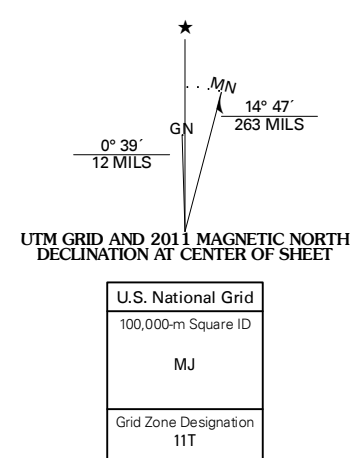 ★
MN
14° 47´
263 MILS
GN
0° 39´
12 MILS
UTM GRID AND 2011 MAGNETIC NORTH
DECLINATION AT CENTER OF SHEET
U.S. National Grid
100,000-m Square ID
MJ
Grid Zone Designation
11T